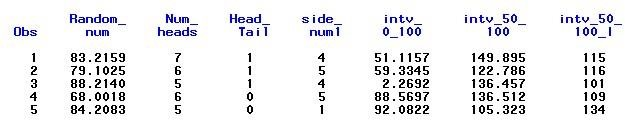 Random_ Num_ Head_ side_ intv_ intv_50_ intv_50_
Obs num heads Tail num1 0_100 100 100_I
1 83.2159 7 1 4 51.1157 149.895 115
2 79.1025 6 1 5 59.3345 122.786 116
3 88.2140 5 1 4 2.2692 136.457 101
4 68.0018 6 0 5 88.5697 136.512 109
5 84.2083 5 0 1 92.0822 105.323 134